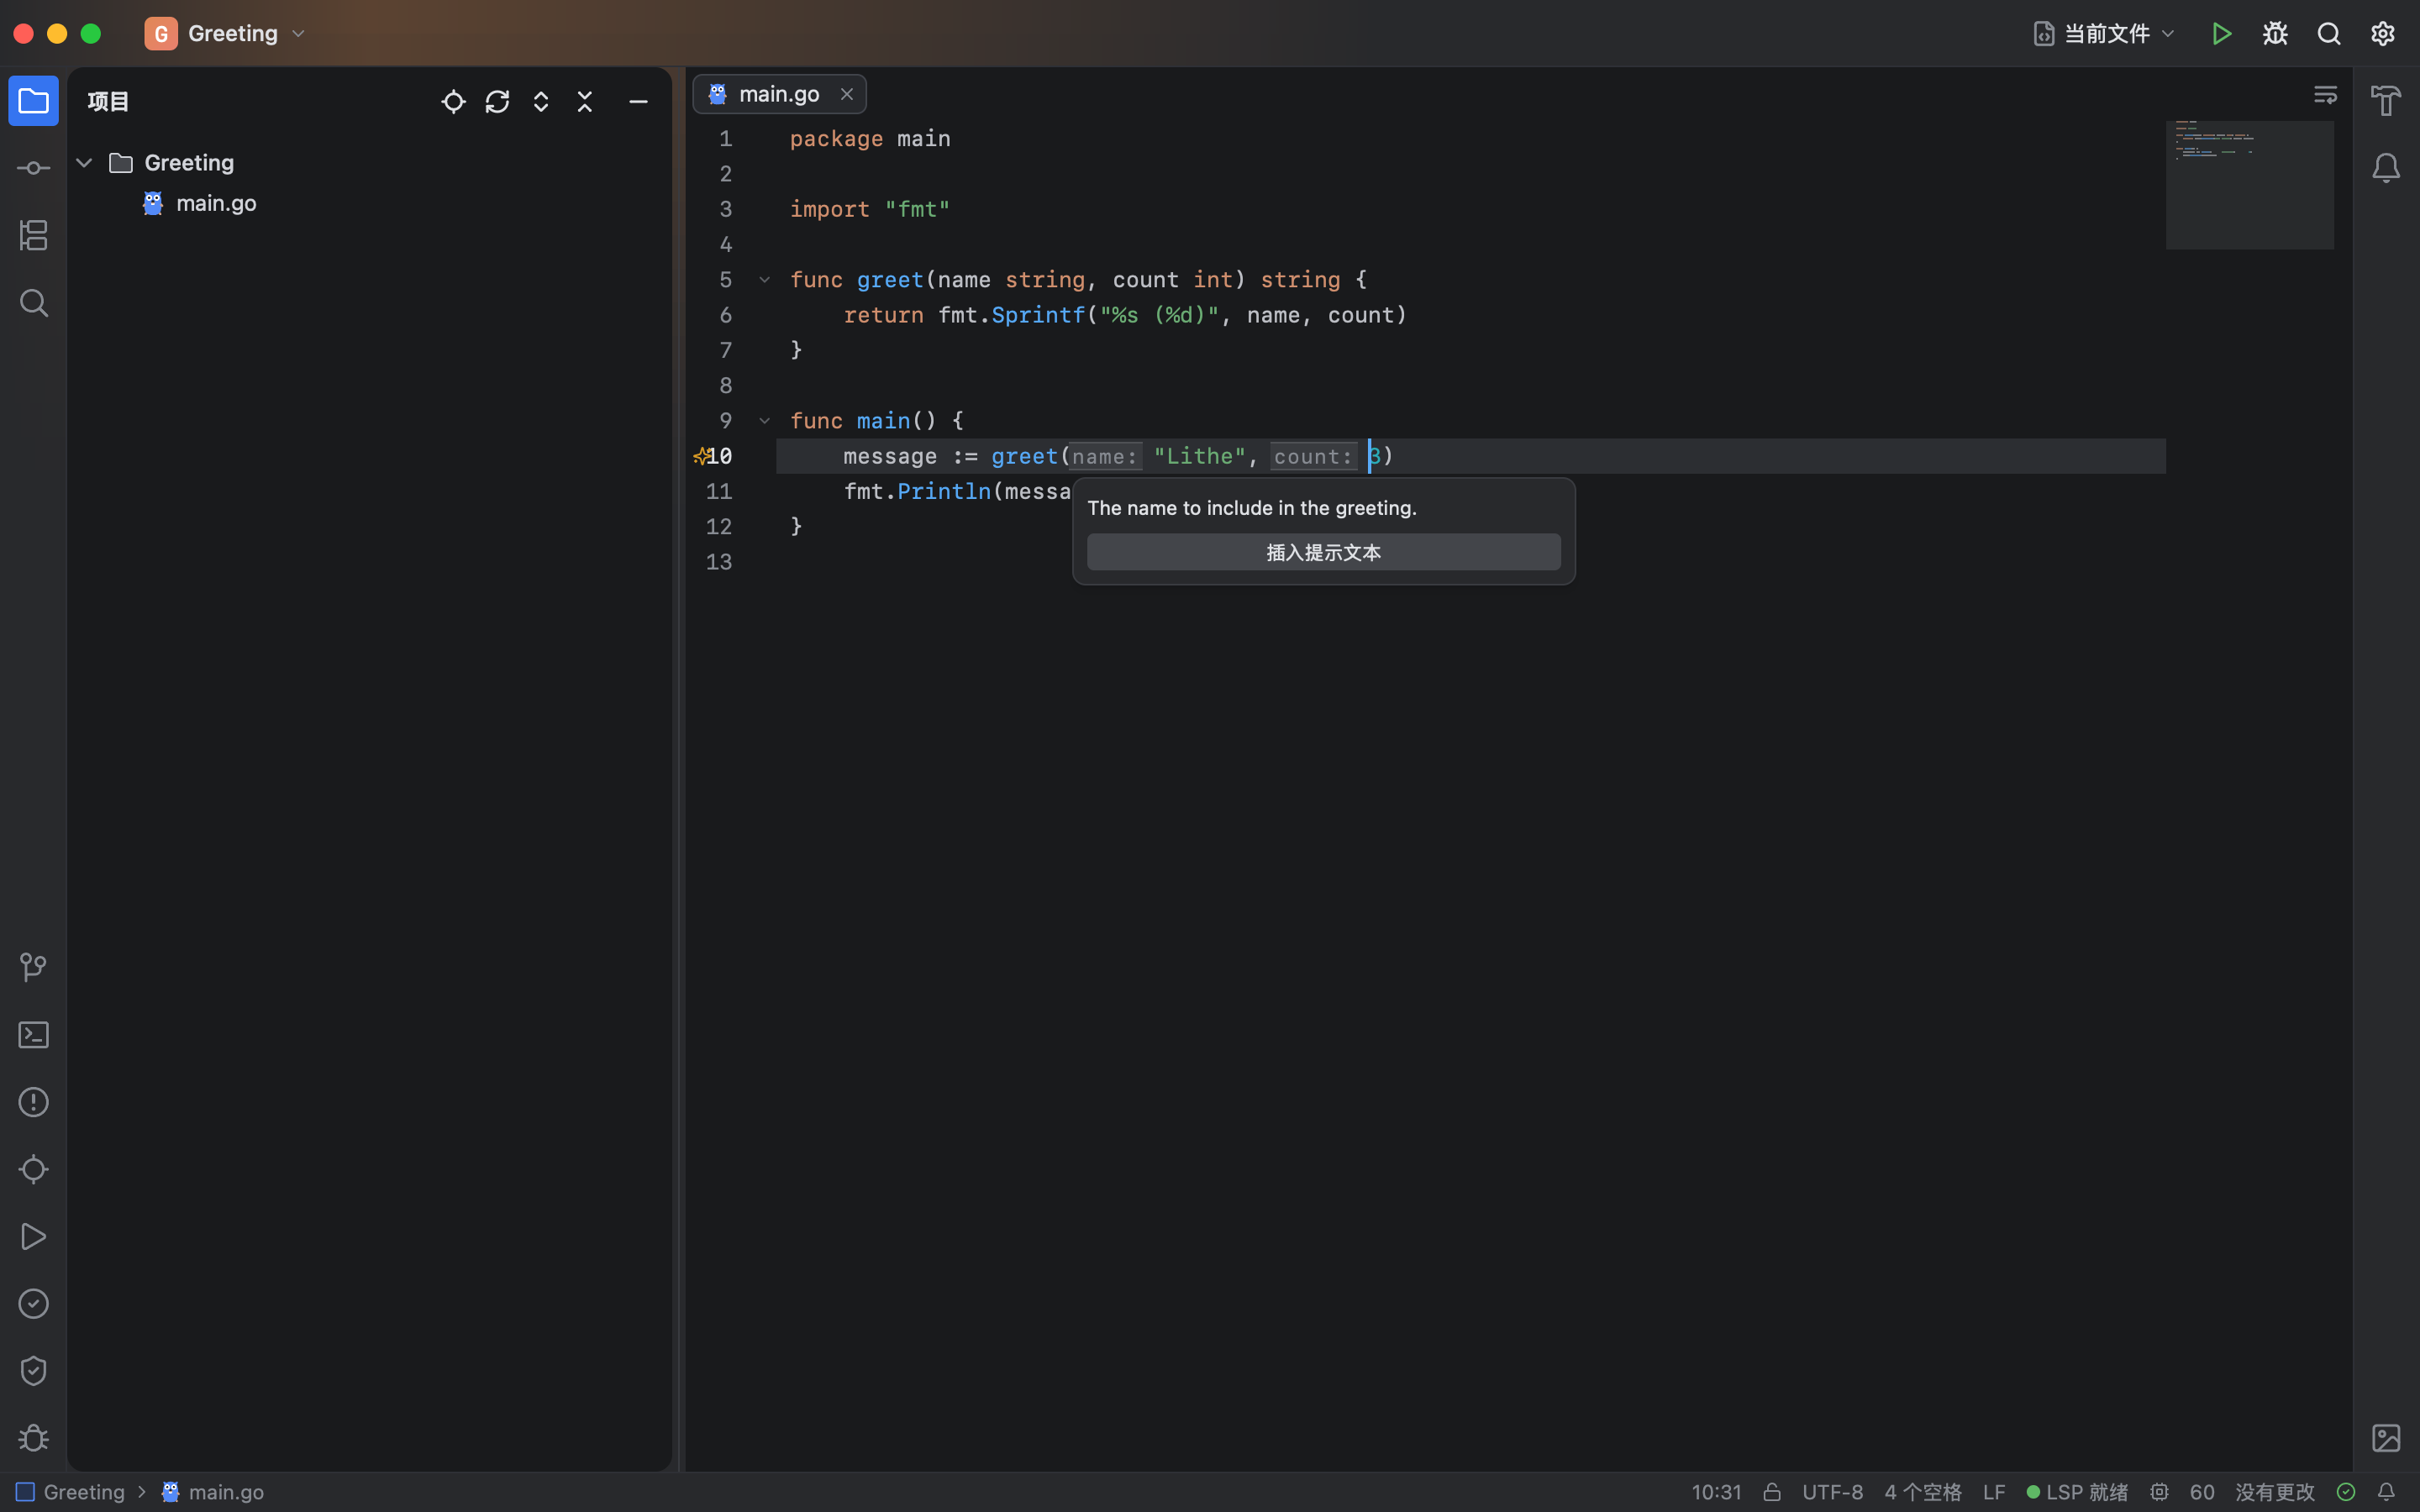 G Greeting
当前文件
项目
Greeting
main.go
main.go
1 package main
2
3 import "fmt"
4
5 func greet(name string, count int) string {
6 return fmt.Sprintf("%s (%d)", name, count)
7 }
8
9 func main() {
10 message := greet(name: "Lithe", count: 3)
11 fmt.Println(messa
12 }
13
The name to include in the greeting.
插入提示文本
Greeting > main.go
10:31 UTF-8 4 个空格 LF LSP 就绪 60 没有更改